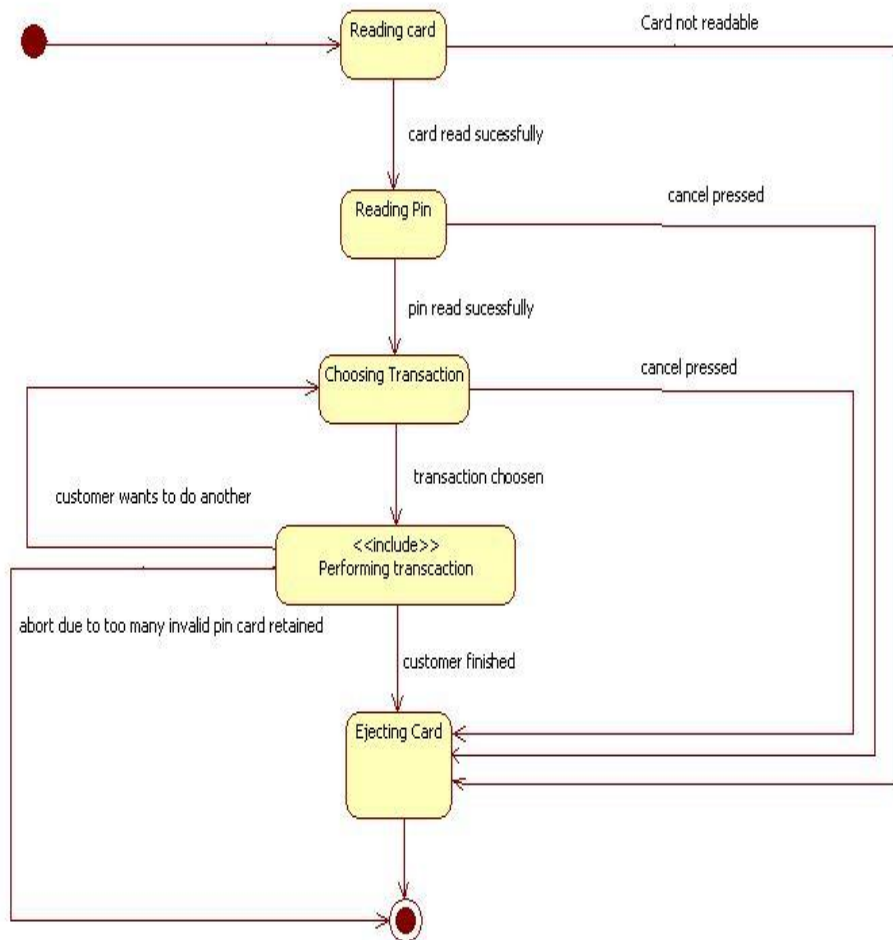 Reading card
Card not readable
card read sucessfully
Reading Pin
cancel pressed
pin read sucessfully
Choosing Transaction
cancel pressed
transaction choosen
customer wants to do another
<<include>>
Performing transcaction
abort due to too many invalid pin card retained
customer finished
Ejecting Card